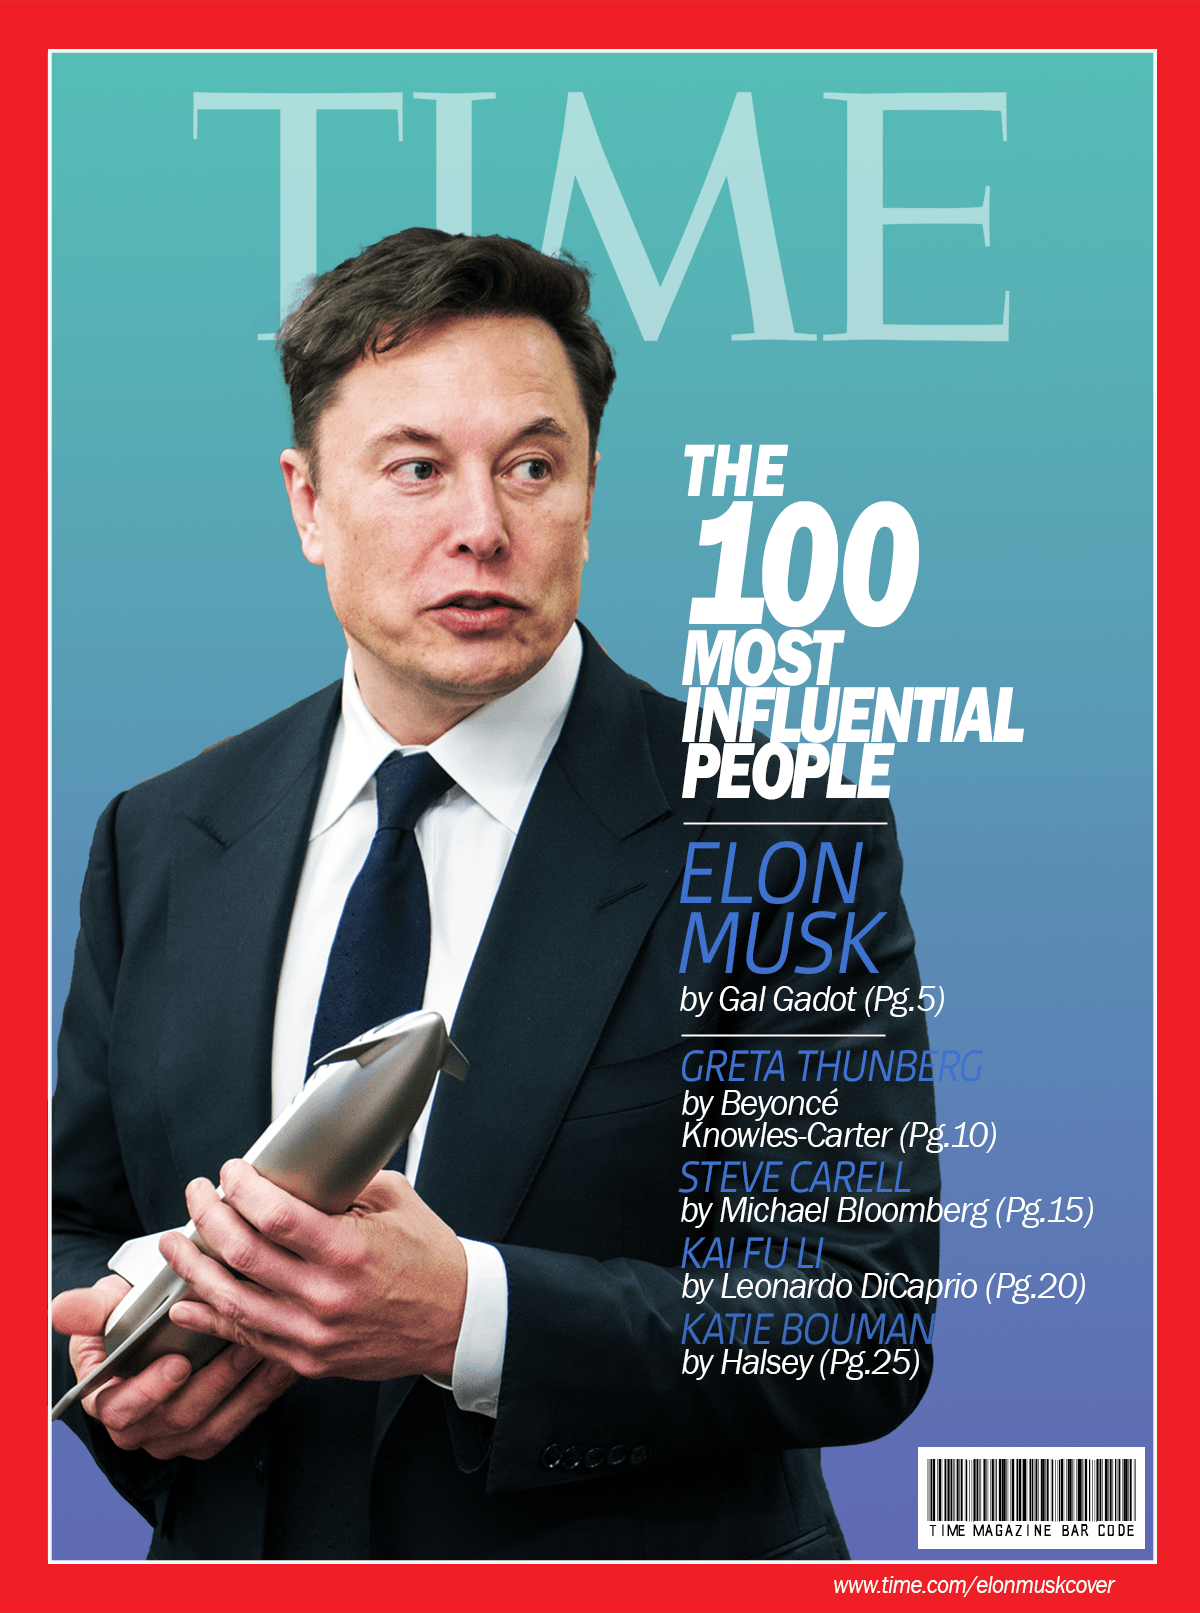 TIME
THE
100
MOST
INFLUENTIAL
PEOPLE
ELON
MUSK
by Gal Gadot (Pg.5)
GRETA THUNBERG
by Beyoncé
Knowles-Carter (Pg.10)
STEVE CARELL
by Michael Bloomberg (Pg.15)
KAI FU LI
by Leonardo DiCaprio (Pg.20)
KATIE BOUMAN
by Halsey (Pg.25)
TIME MAGAZINE BAR CODE
www.time.com/elonmuskcover